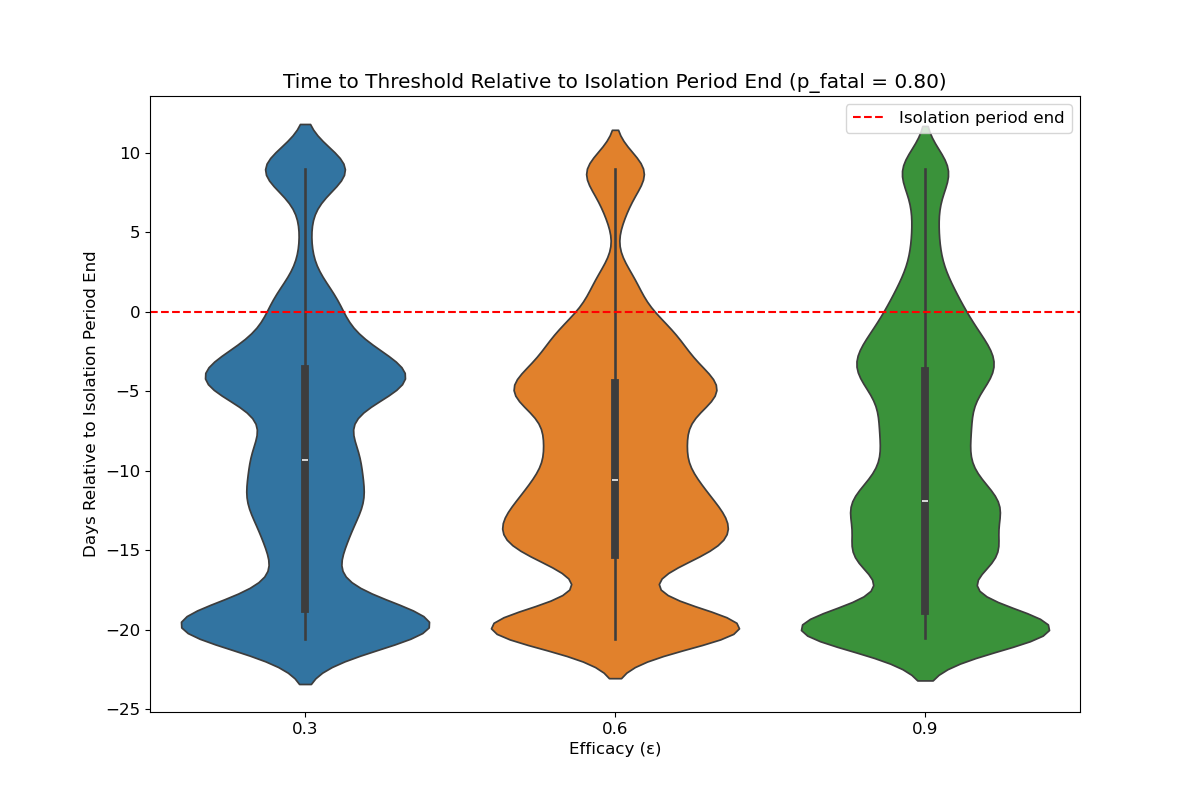 Time to Threshold Relative to Isolation Period End (p_fatal = 0.80)
Isolation period end
Days Relative to Isolation Period End
10
5
0
−5
−10
−15
−20
−25
0.3
0.6
0.9
Efficacy (ε)